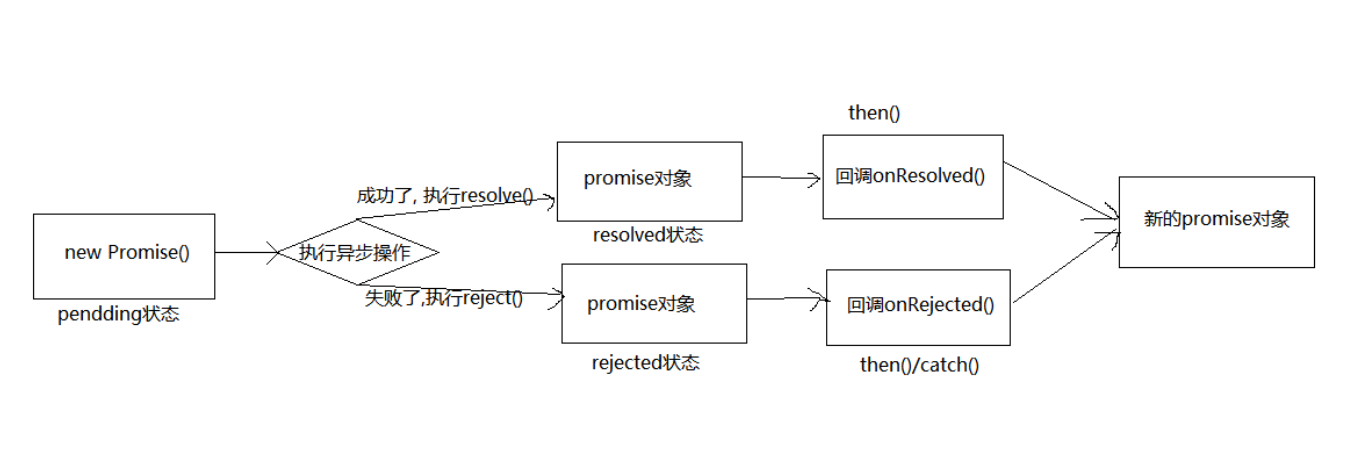 new Promise()
pendding状态
执行异步操作
成功了, 执行resolve()
失败了,执行reject()
promise对象
resolved状态
promise对象
rejected状态
then()
回调onResolved()
回调onRejected()
then()/catch()
新的promise对象